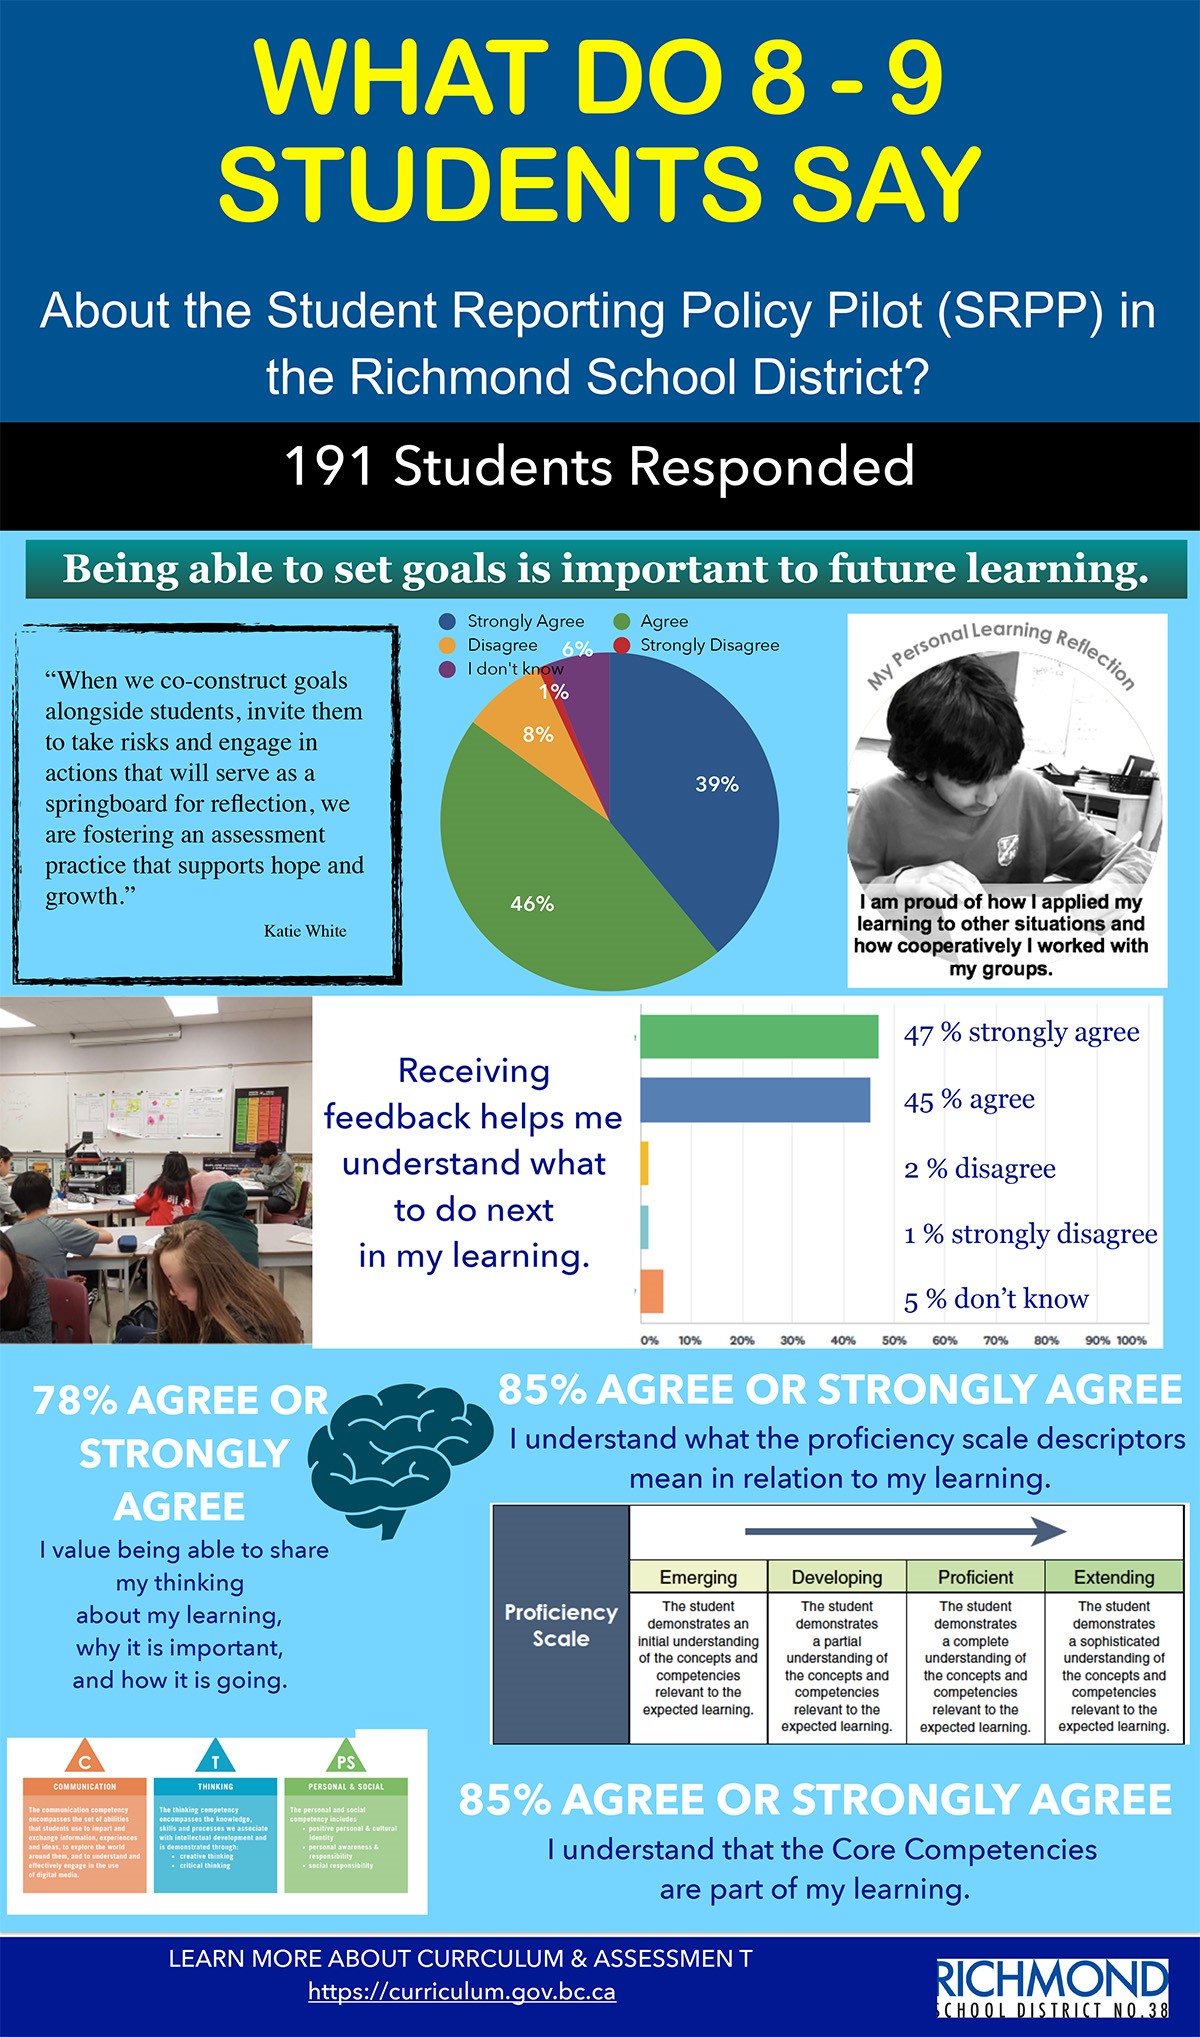 WHAT DO 8 - 9
STUDENTS SAY
About the Student Reporting Policy Pilot (SRPP) in
the Richmond School District?
191 Students Responded
Being able to set goals is important to future learning.
“When we co-construct goals
alongside students, invite them
to take risks and engage in
actions that will serve as a
springboard for reflection, we
are fostering an assessment
practice that supports hope and
growth.”
Katie White
Strongly Agree
Agree
Disagree
Strongly Disagree
I don't know
6%
1%
8%
39%
46%
My Personal Learning Reflection
I am proud of how I applied my
learning to other situations and
how cooperatively I worked with
my groups.
Receiving
feedback helps me
understand what
to do next
in my learning.
47 % strongly agree
45 % agree
2 % disagree
1 % strongly disagree
5 % don’t know
0% 10% 20% 30% 40% 50% 60% 70% 80% 90% 100%
78% AGREE OR
STRONGLY
AGREE
I value being able to share
my thinking
about my learning,
why it is important,
and how it is going.
85% AGREE OR STRONGLY AGREE
I understand what the proficiency scale descriptors
mean in relation to my learning.
Proficiency
Scale
Emerging
The student
demonstrates an
initial understanding
of the concepts and
competencies
relevant to the
expected learning.
Developing
The student
demonstrates
a partial
understanding of
the concepts and
competencies
relevant to the
expected learning.
Proficient
The student
demonstrates
a complete
understanding of
the concepts and
competencies
relevant to the
expected learning.
Extending
The student
demonstrates
a sophisticated
understanding of
the concepts and
competencies
relevant to the
expected learning.
C
COMMUNICATION
The communication competency
encompasses the set of abilities
that students use to impart and
exchange information, experiences
and ideas, to explore the world
around them, and to understand and
effectively engage in the use
of digital media.
T
THINKING
The thinking competency
encompasses the knowledge,
skills and processes we associate
with intellectual development and
is demonstrated through:
• creative thinking
• critical thinking
PS
PERSONAL & SOCIAL
The personal and social
competency includes
• positive personal & cultural
identity
• personal awareness &
responsibility
• social responsibility
85% AGREE OR STRONGLY AGREE
I understand that the Core Competencies
are part of my learning.
LEARN MORE ABOUT CURRCULUM & ASSESSMEN T
https://curriculum.gov.bc.ca
RICHMOND
SCHOOL DISTRICT NO.38